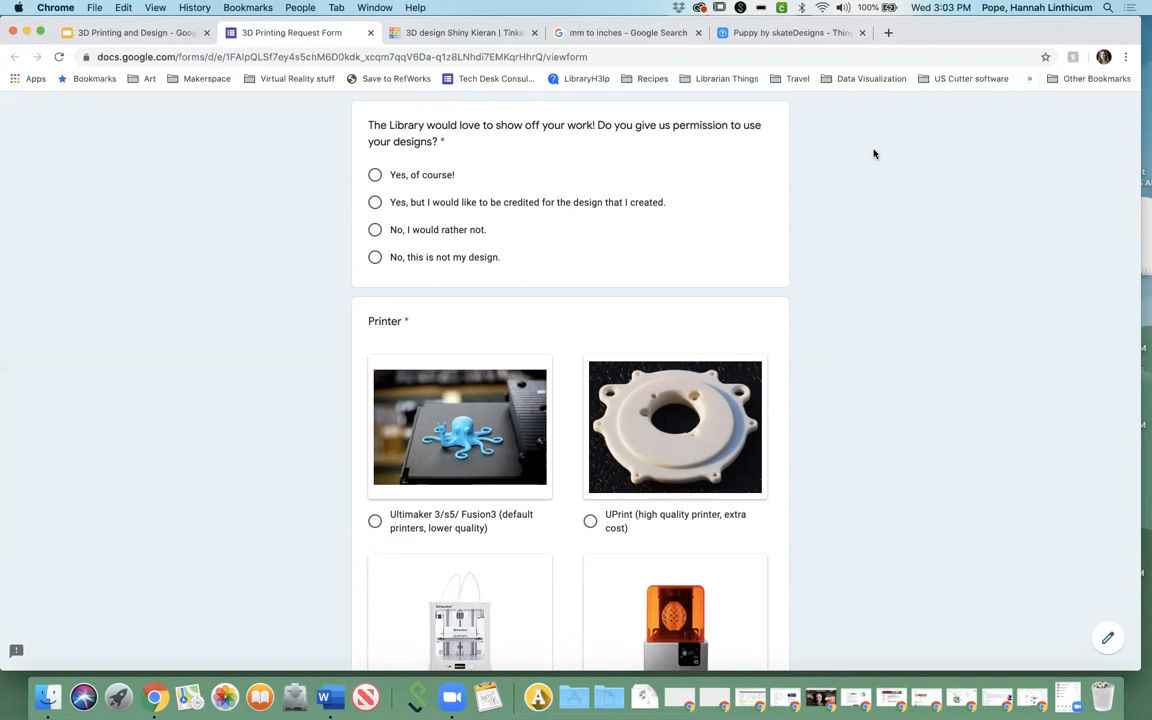 Chrome File Edit View History Bookmarks People Tab Window Help 100% Wed 3:03 PM Pope, Hannah Linthicum
3D Printing and Design - Goog
3D Printing Request Form
3D design Shiny Kieran | Tinke
mm to inches - Google Search
Puppy by skateDesigns - Thing
docs.google.com/forms/d/e/1FAIpQLSf7ey4s5chM6D0kdk_xcqm7qqV6Da-q1z8LNhdi7EMKqrHhrQ/viewform
Apps Bookmarks Art Makerspace Virtual Reality stuff Save to RefWorks Tech Desk Consul... LibraryH3lp Recipes Librarian Things Travel Data Visualization US Cutter software » Other Bookmarks
The Library would love to show off your work! Do you give us permission to use
your designs? *
Yes, of course!
Yes, but I would like to be credited for the design that I created.
No, I would rather not.
No, this is not my design.
Printer *
Ultimaker 3/s5/ Fusion3 (default
printers, lower quality)
UPrint (high quality printer, extra
cost)